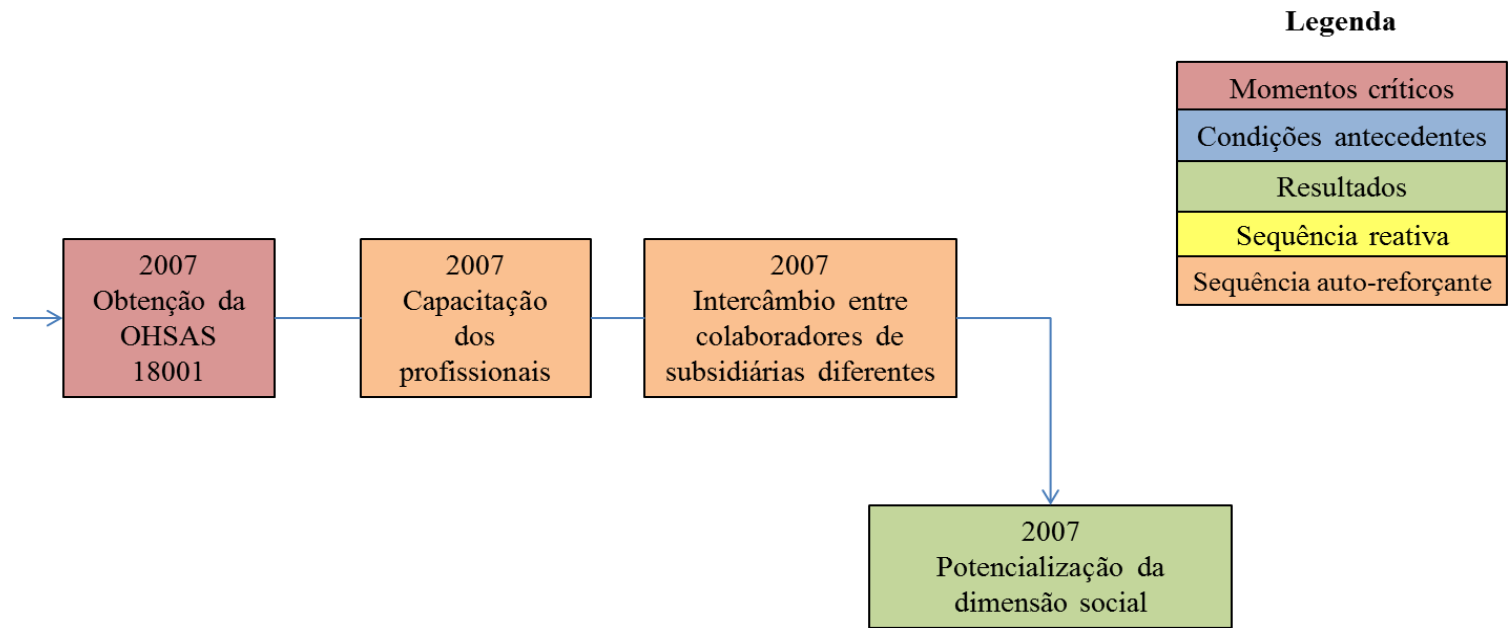 Legenda
Momentos críticos
Condições antecedentes
Resultados
Sequência reativa
Sequência auto-reforçante
2007
Obtenção da
OHSAS
18001
2007
Capacitação
dos
profissionais
2007
Intercâmbio entre
colaboradores de
subsidiárias diferentes
2007
Potencialização da
dimensão social